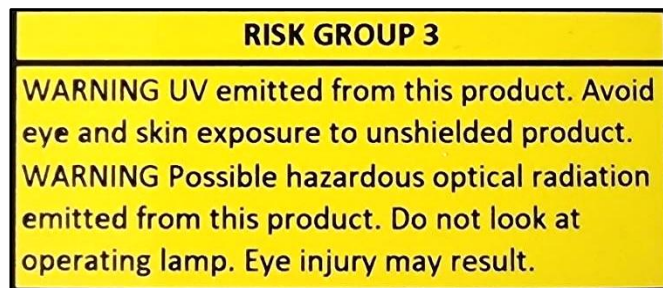 RISK GROUP 3
WARNING UV emitted from this product. Avoid
eye and skin exposure to unshielded product.
WARNING Possible hazardous optical radiation
emitted from this product. Do not look at
operating lamp. Eye injury may result.